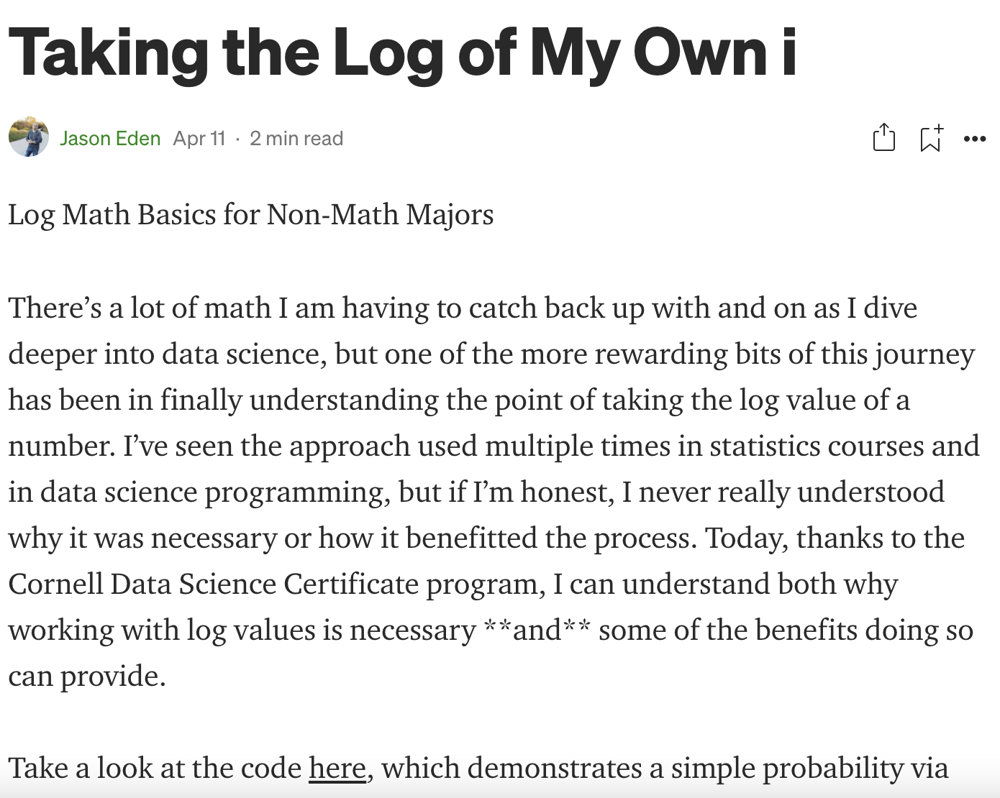 Taking the Log of My Own i
Jason Eden Apr 11 · 2 min read
Log Math Basics for Non-Math Majors
There’s a lot of math I am having to catch back up with and on as I dive
deeper into data science, but one of the more rewarding bits of this journey
has been in finally understanding the point of taking the log value of a
number. I’ve seen the approach used multiple times in statistics courses and
in data science programming, but if I’m honest, I never really understood
why it was necessary or how it benefitted the process. Today, thanks to the
Cornell Data Science Certificate program, I can understand both why
working with log values is necessary **and** some of the benefits doing so
can provide.
Take a look at the code here, which demonstrates a simple probability via